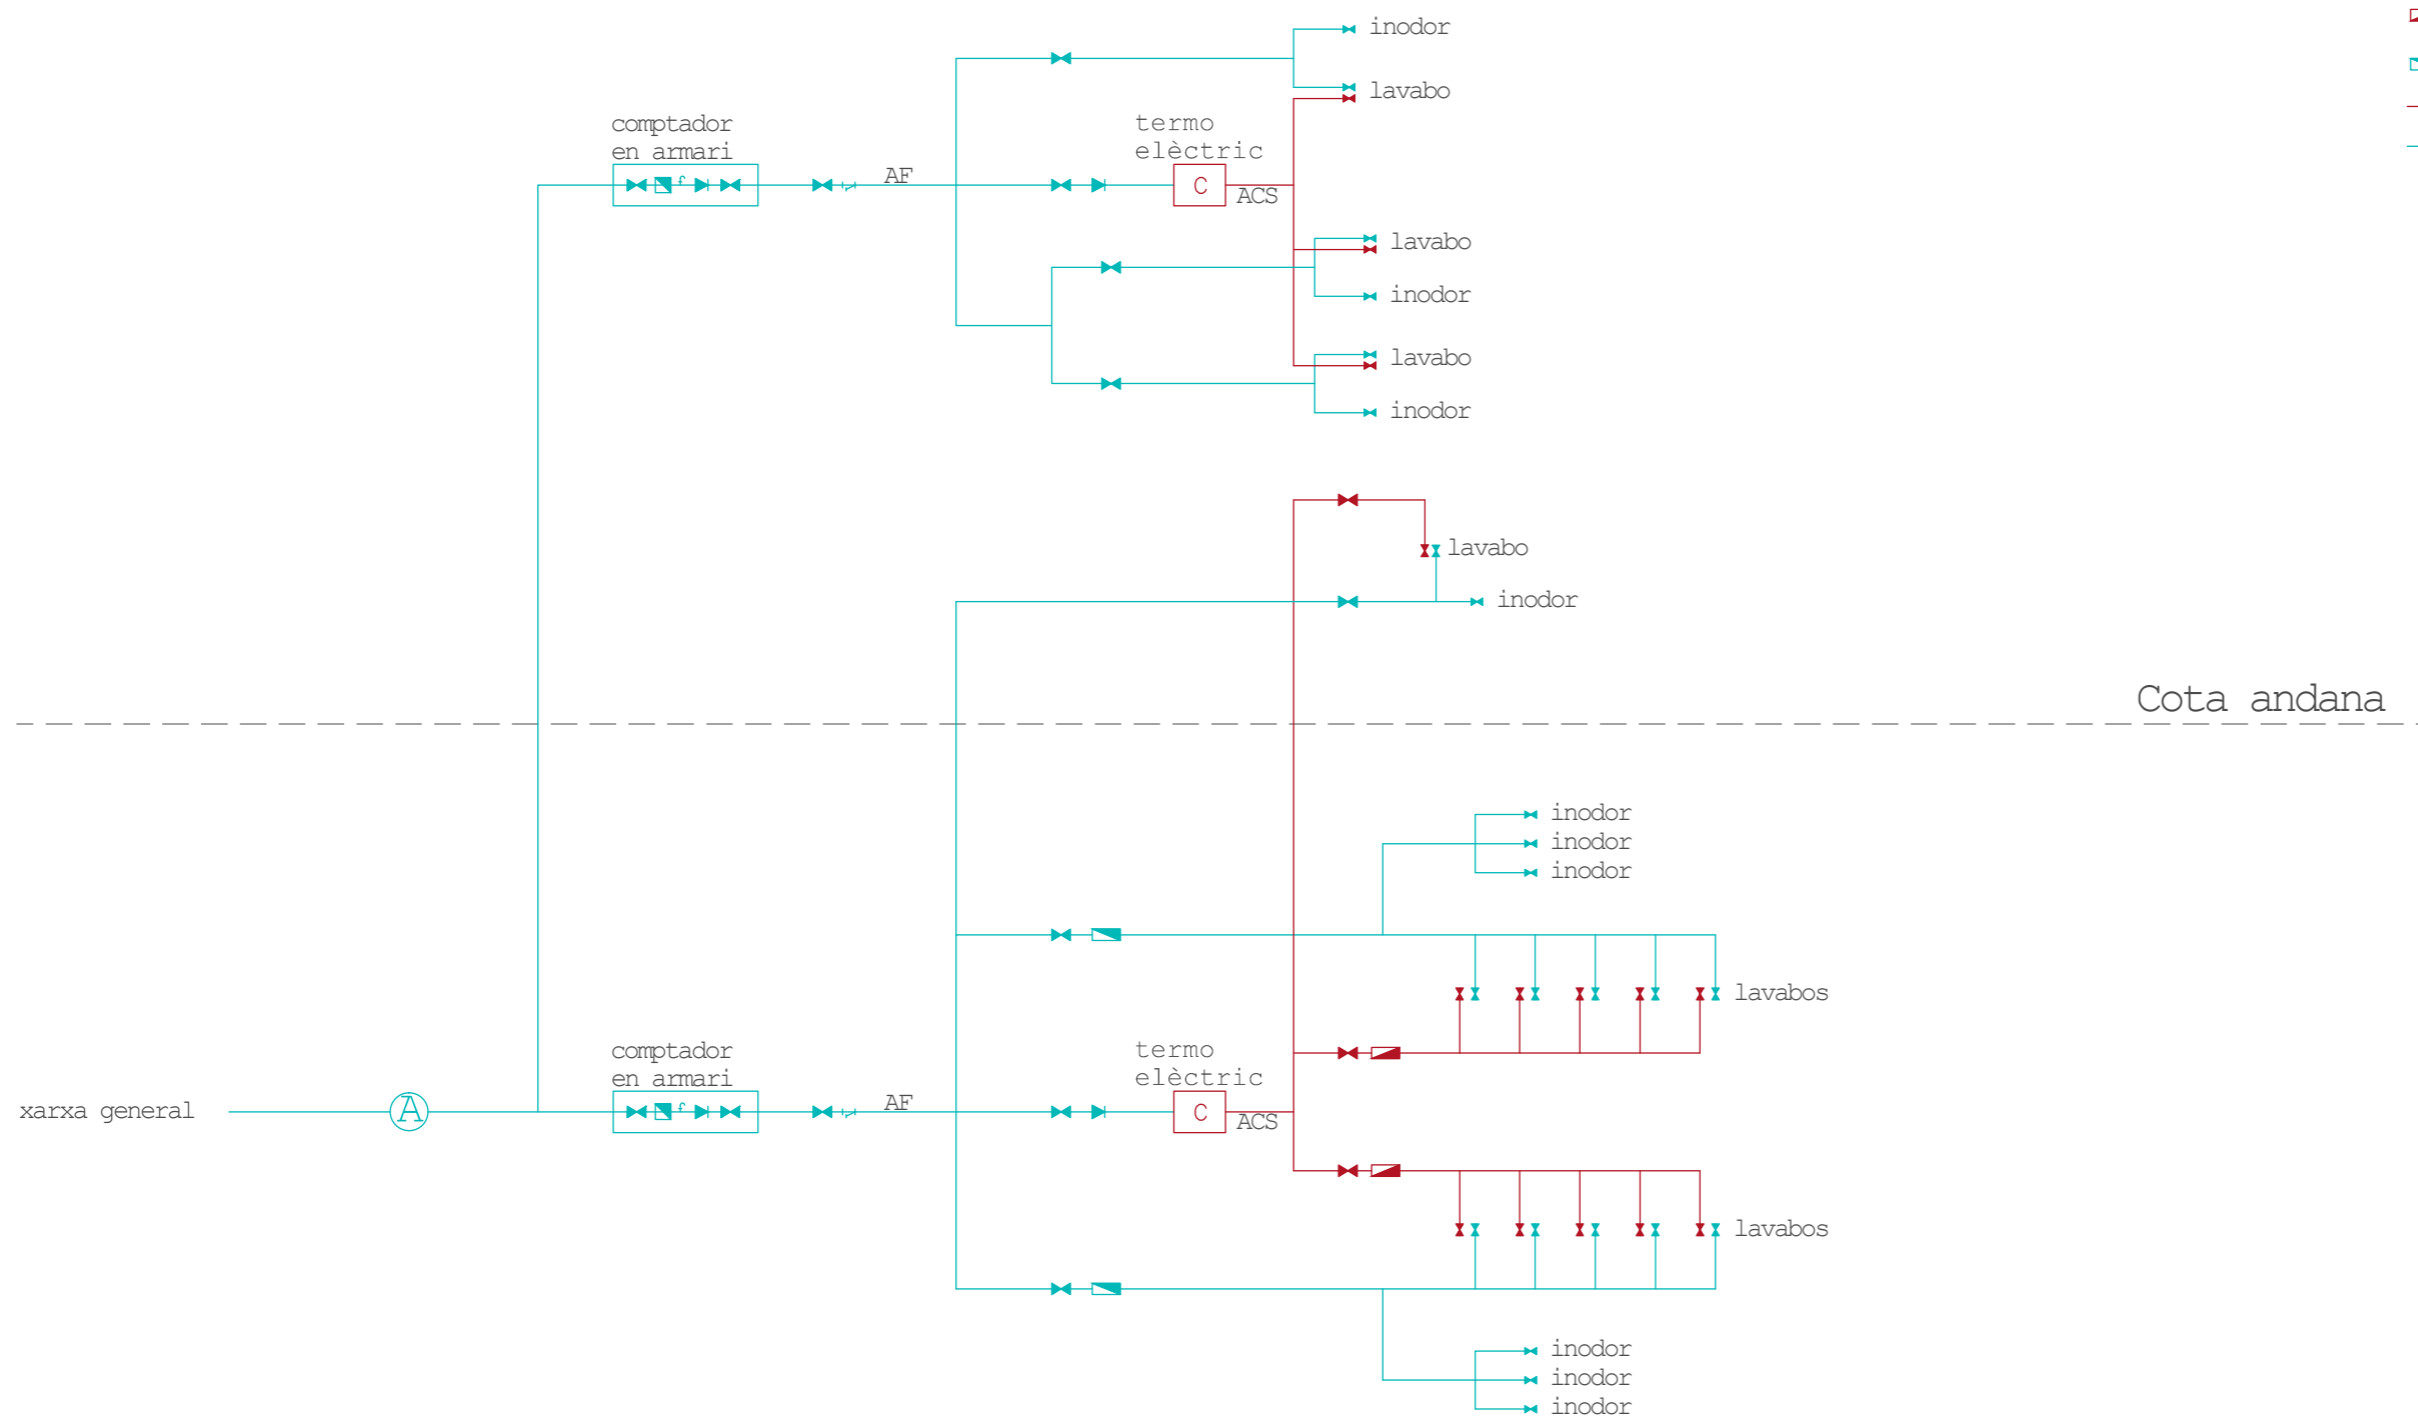 inodor
lavabo
comptador
en armari
termo
elèctric
AF
C
ACS
lavabo
inodor
lavabo
inodor
lavabo
inodor
Cota andana
inodor
inodor
inodor
lavabos
comptador
en armari
termo
elèctric
xarxa general
A
AF
C
ACS
lavabos
inodor
inodor
inodor